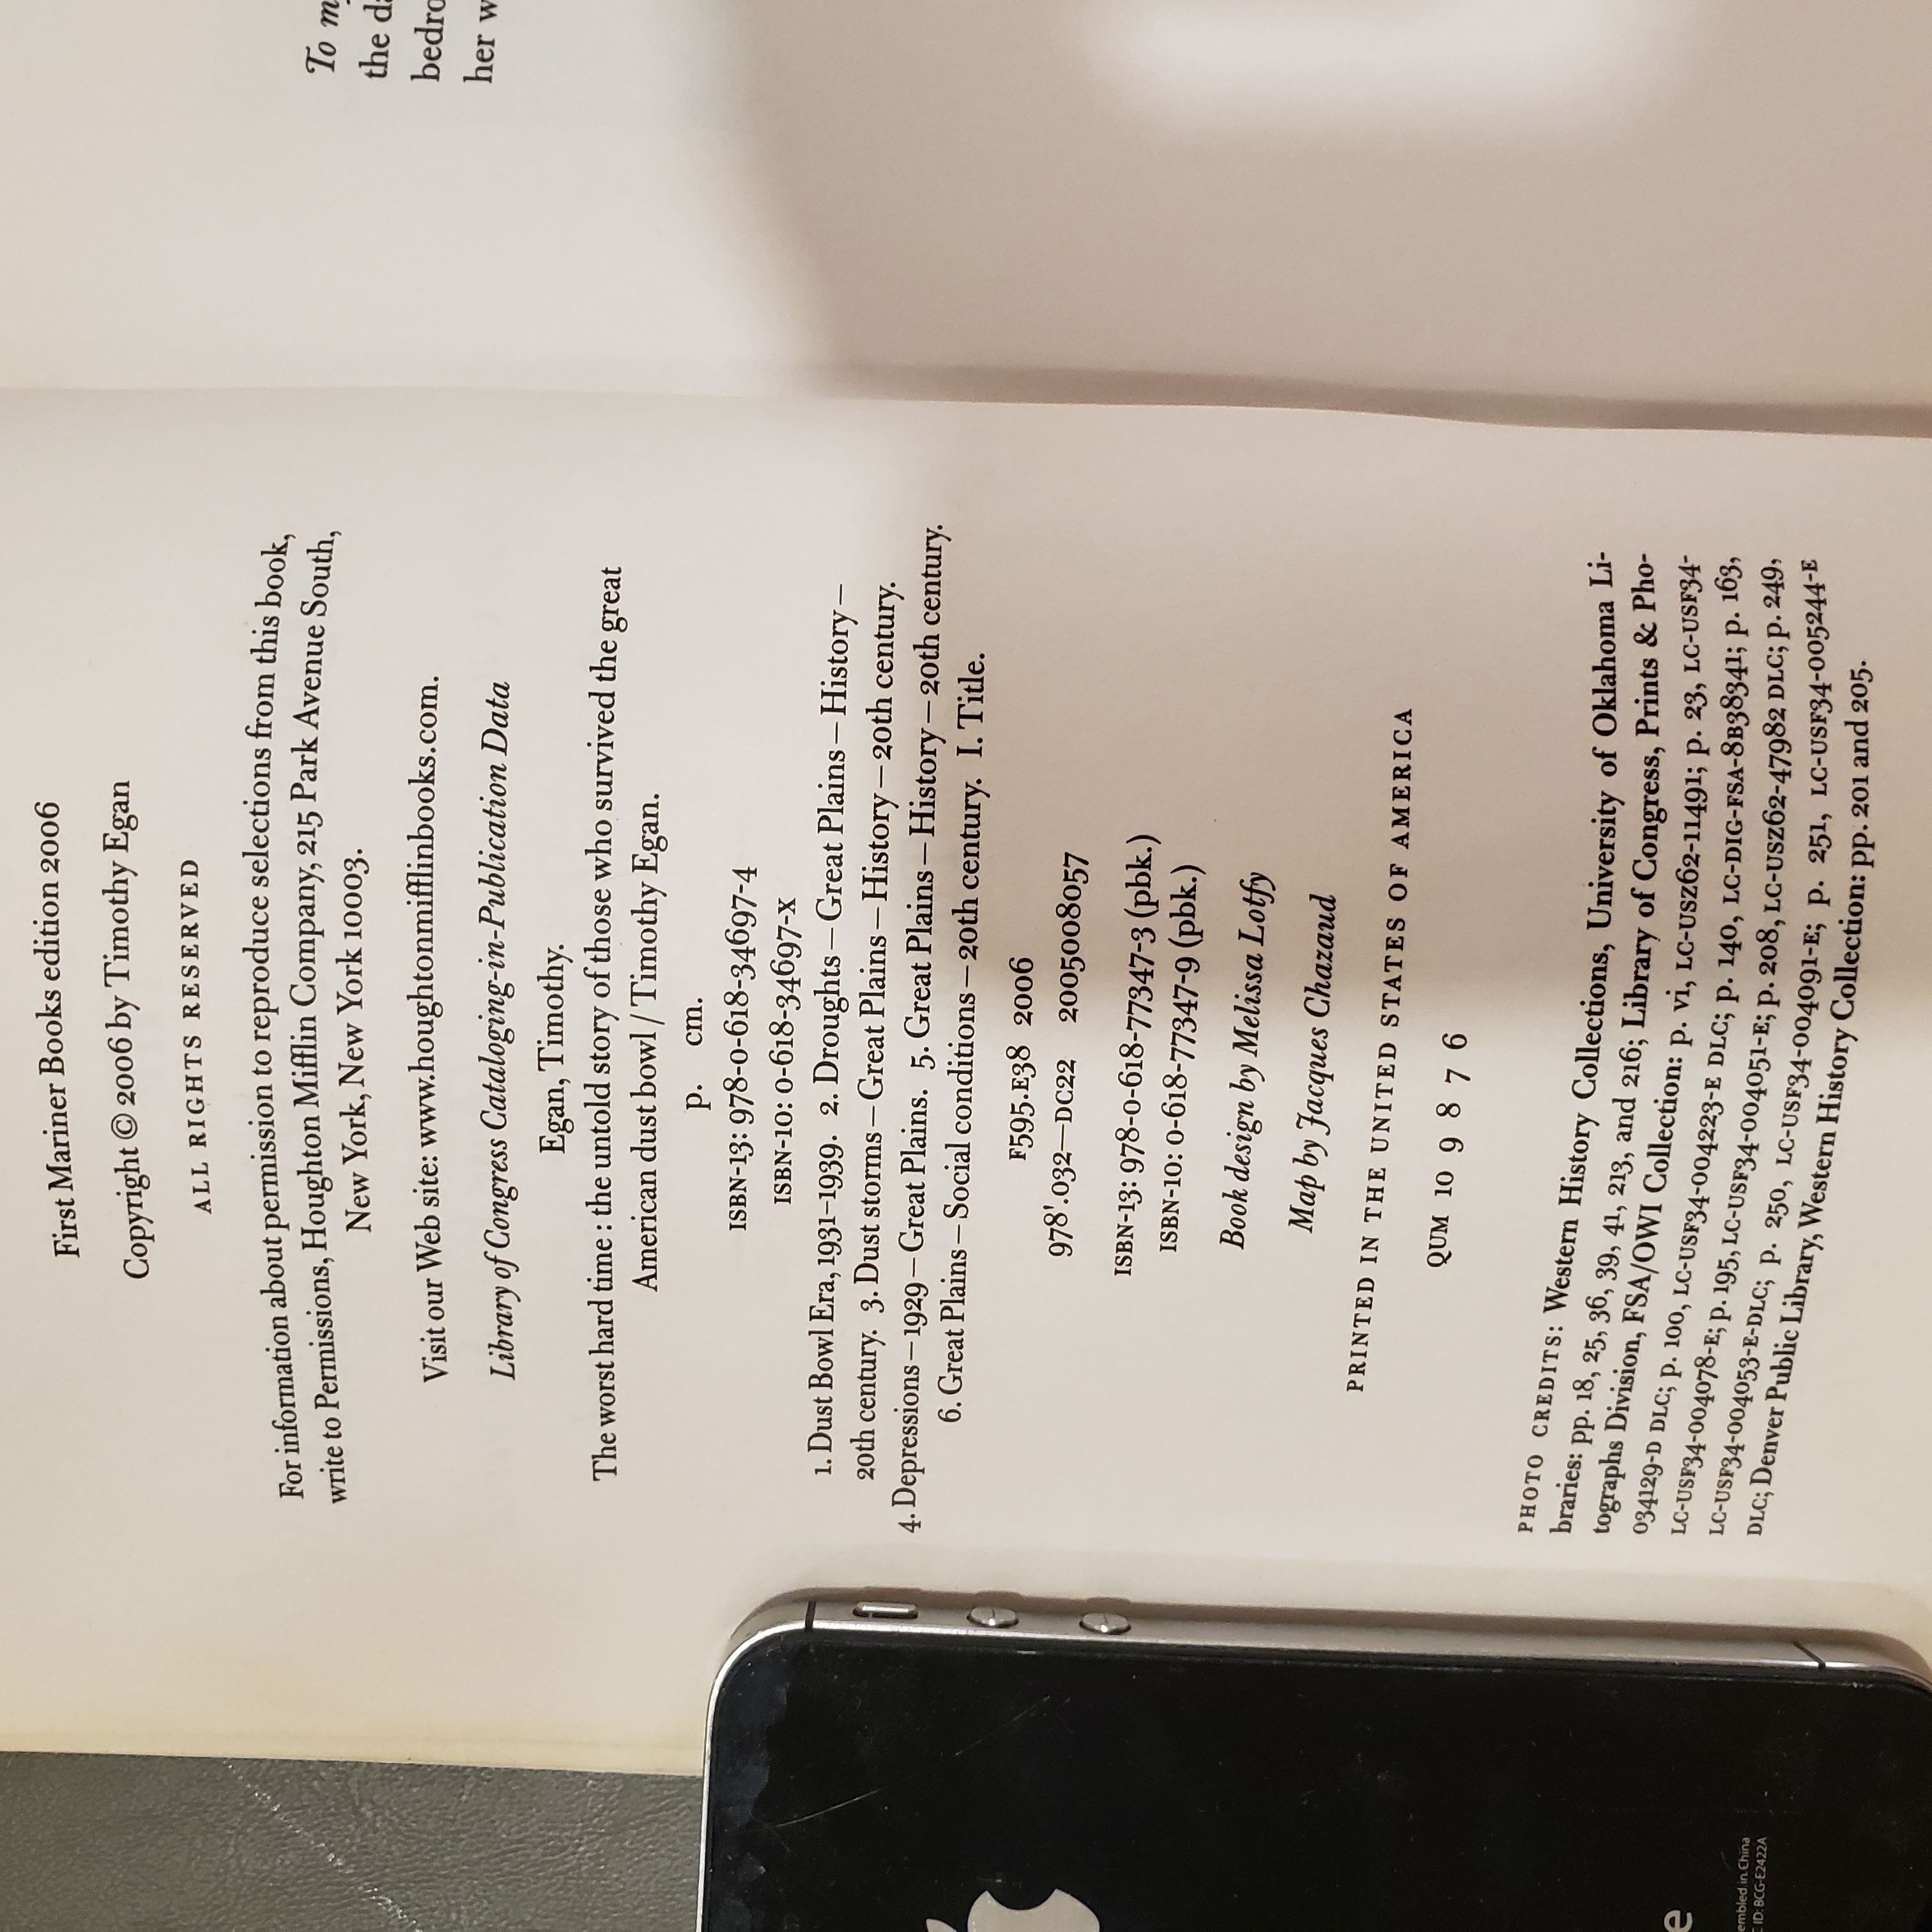 First Mariner Books edition 2006
Copyright © 2006 by Timothy Egan
ALL RIGHTS RESERVED
For information about permission to reproduce selections from this book,
write to Permissions, Houghton Mifflin Company, 215 Park Avenue South,
New York, New York 10003.
Visit our Web site: www.houghtonmifflinbooks.com.
Library of Congress Cataloging-in-Publication Data
Egan, Timothy.
The worst hard time : the untold story of those who survived the great
American dust bowl / Timothy Egan.
p. cm.
ISBN-13: 978-0-618-34697-4
ISBN-10: 0-618-34697-X
1. Dust Bowl Era, 1931–1939. 2. Droughts — Great Plains — History —
20th century. 3. Dust storms — Great Plains — History — 20th century.
4. Depressions — 1929 — Great Plains. 5. Great Plains — History — 20th century.
6. Great Plains — Social conditions — 20th century. I. Title.
F595.E38 2006
978'.032—DC22 2005008057
ISBN-13: 978-0-618-77347-3 (pbk.)
ISBN-10: 0-618-77347-9 (pbk.)
Book design by Melissa Lotfy
Map by Jacques Chazaud
PRINTED IN THE UNITED STATES OF AMERICA
QUM 10 9 8 7 6
PHOTO CREDITS: Western History Collections, University of Oklahoma Li-
braries: pp. 18, 25, 36, 39, 41, 213, and 216; Library of Congress, Prints & Pho-
tographs Division, FSA/OWI Collection: p. vi, LC-USZ62-11491; p. 23, LC-USF34-
034129-D DLC; p. 100, LC-USF34-004223-E DLC; p. 140, LC-DIG-FSA-8B38341; p. 163,
LC-USF34-004078-E; p. 195, LC-USF34-004051-E; p. 208, LC-USZ62-47982 DLC; p. 249,
LC-USF34-004053-E-DLC; p. 250, LC-USF34-004091-E; p. 251, LC-USF34-005244-E
DLC; Denver Public Library, Western History Collection: pp. 201 and 205.
To
the
her
in China
ID: BCG-E2422A